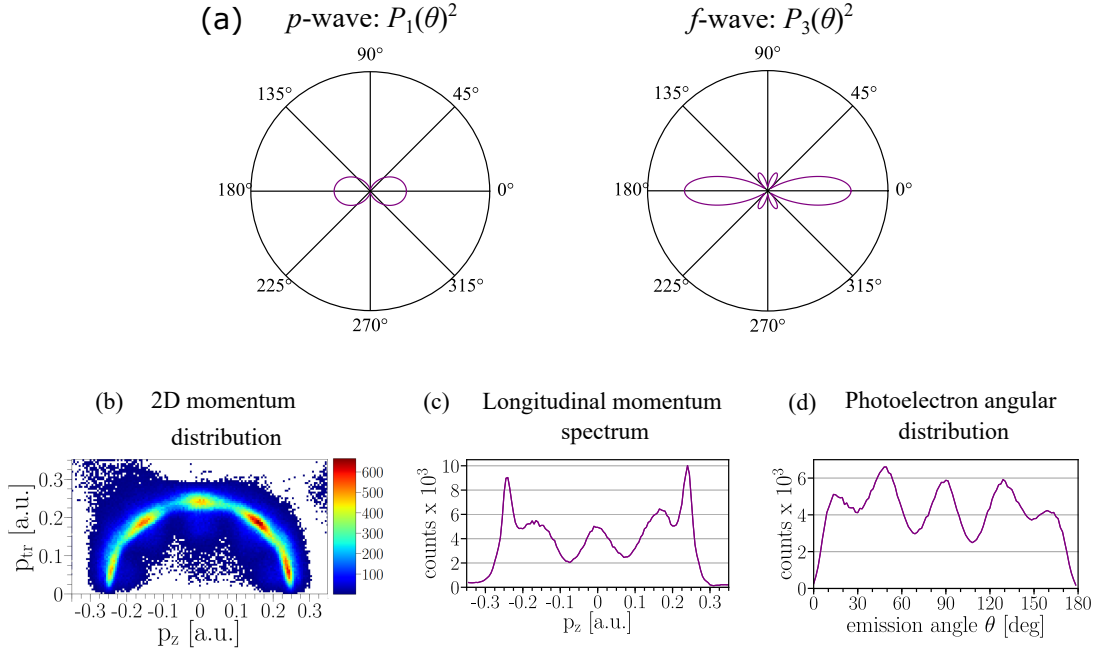 (a) p-wave: P₁(θ)² f-wave: P₃(θ)²
90° 90°
135° 45° 135° 45°
180° 0° 180° 0°
225° 315° 225° 315°
270° 270°
(b) 2D momentum
distribution
(c) Longitudinal momentum
spectrum
(d) Photoelectron angular
distribution
p_tr [a.u.]
0.3
0.2
0.1
0
-0.3 -0.2 -0.1 0 0.1 0.2 0.3
p_z [a.u.]
600
500
400
300
200
100
counts x 10³
10
8
6
4
2
0
-0.3 -0.2 -0.1 0 0.1 0.2 0.3
p_z [a.u.]
counts x 10³
6
4
2
0
0 30 60 90 120 150 180
emission angle θ [deg]